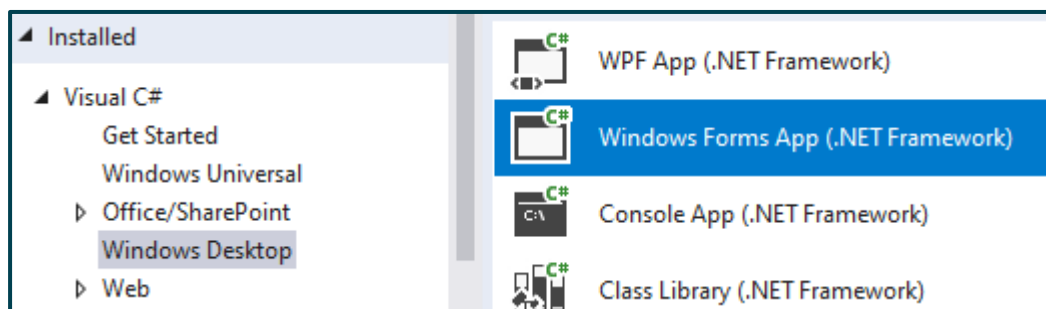 Installed
Visual C#
Get Started
Windows Universal
Office/SharePoint
Windows Desktop
Web
C#
WPF App (.NET Framework)
C#
Windows Forms App (.NET Framework)
C#
C:\
Console App (.NET Framework)
C#
Class Library (.NET Framework)